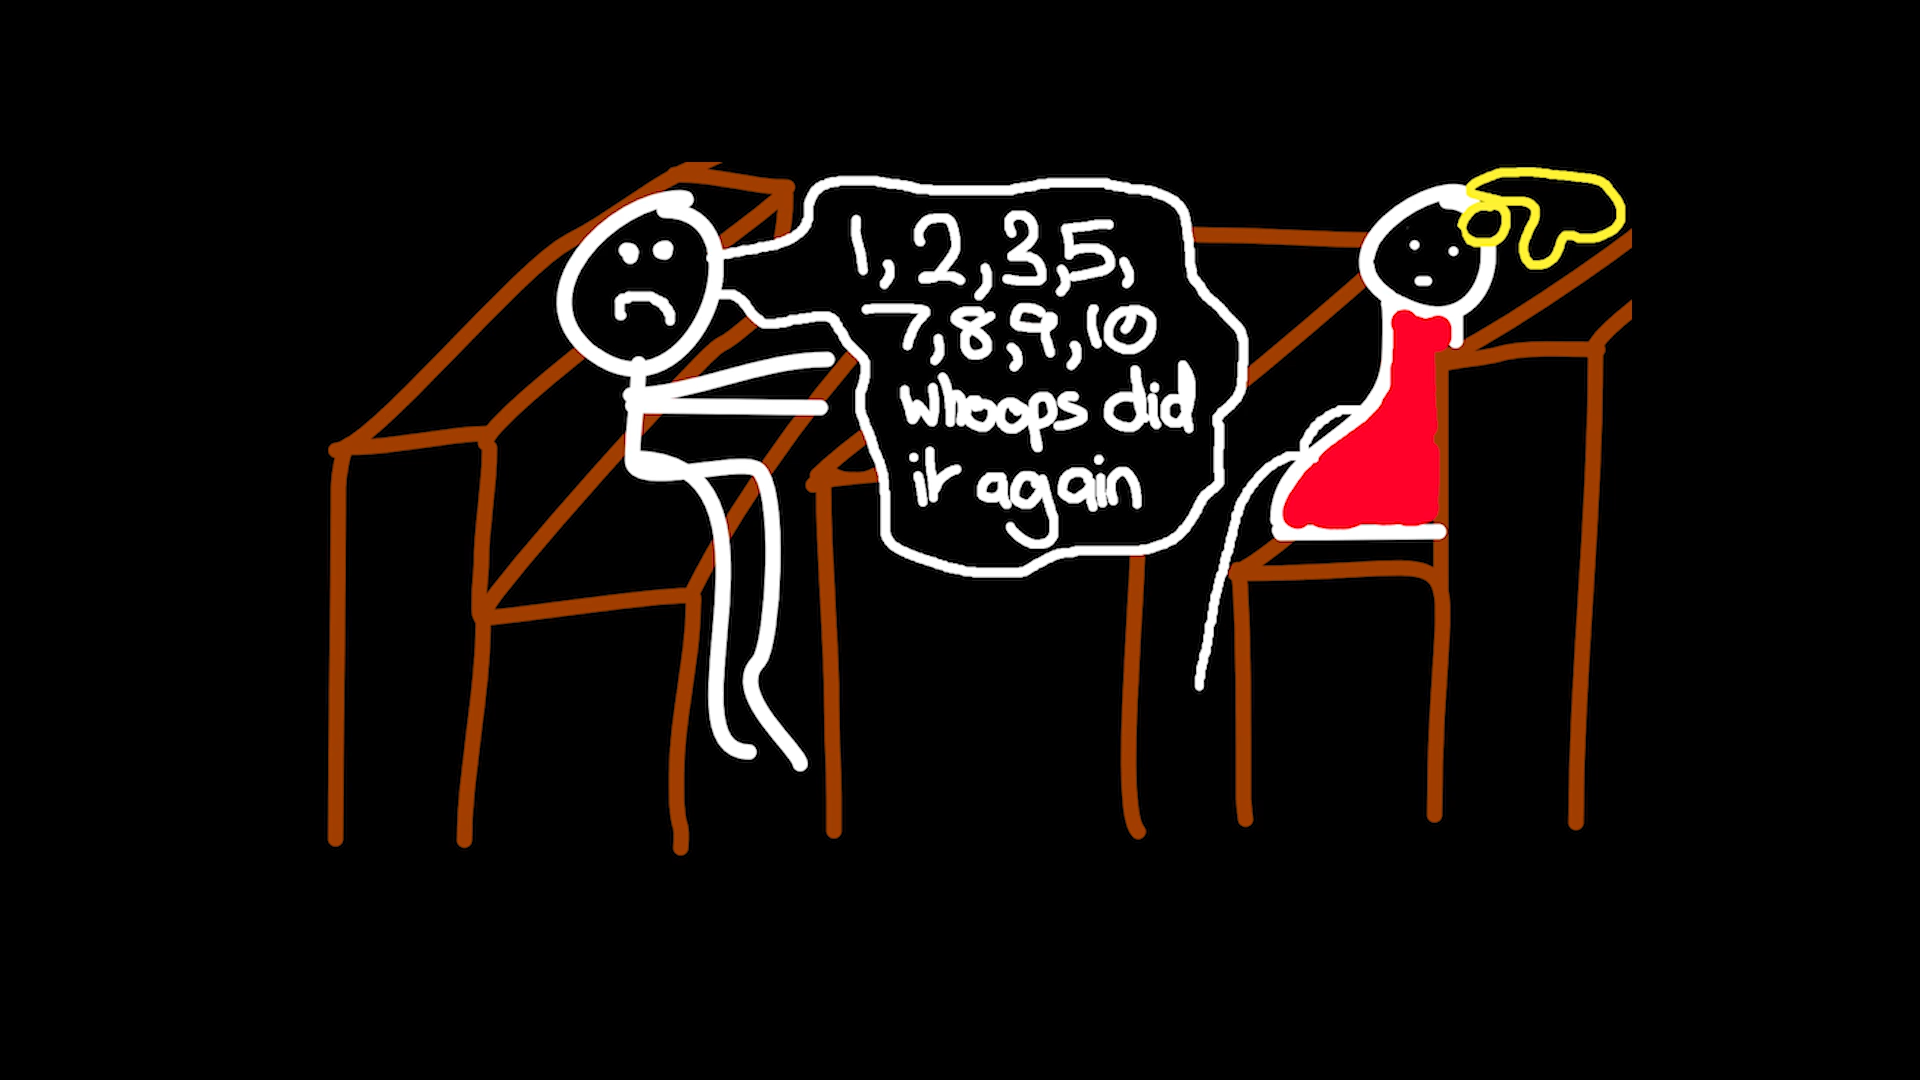 1, 2, 3, 5,
7, 8, 9, 10
whoops did
it again